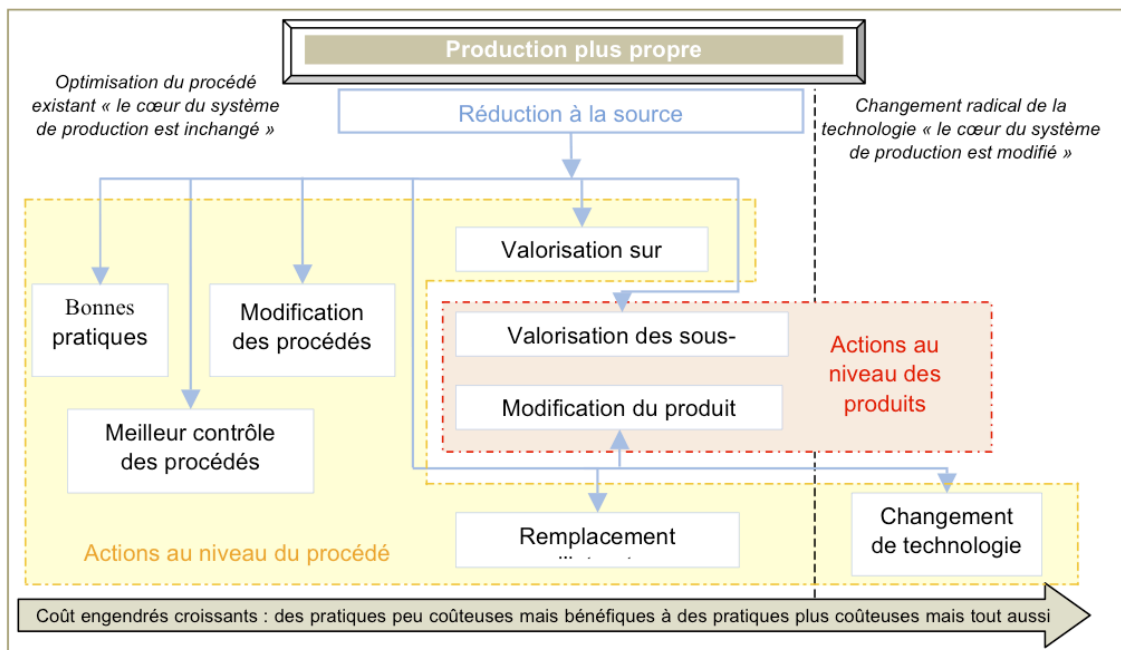 Production plus propre
Optimisation du procédé
existant « le cœur du système
de production est inchangé »
Réduction à la source
Changement radical de la
technologie « le cœur du système
de production est modifié »
Valorisation sur
Bonnes
pratiques
Modification
des procédés
Valorisation des sous-
Actions au
niveau des
produits
Modification du produit
Meilleur contrôle
des procédés
Remplacement
Changement
de technologie
Actions au niveau du procédé
Coût engendrés croissants : des pratiques peu coûteuses mais bénéfiques à des pratiques plus coûteuses mais tout aussi